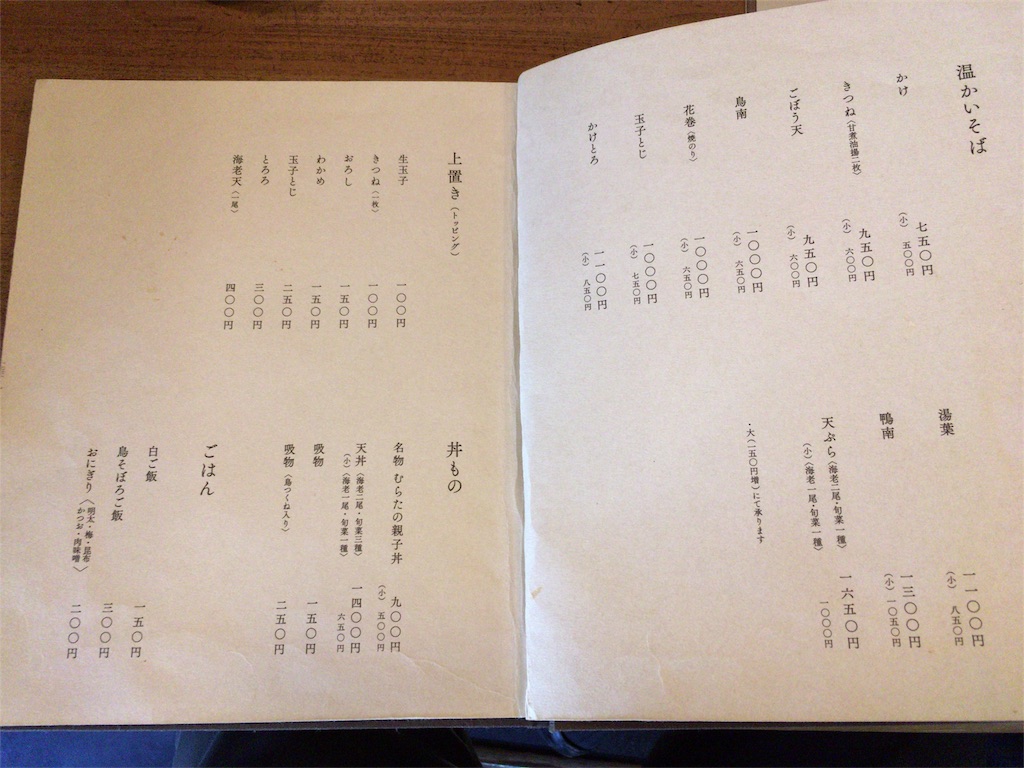 温かいそば
かけ 七五〇円
（小） 五〇〇円
きつね（甘煮油揚二枚） 九五〇円
（小） 六〇〇円
ごぼう天 九五〇円
（小） 六〇〇円
鳥南 一〇〇〇円
（小） 六五〇円
花巻（焼のり） 一〇〇〇円
（小） 六五〇円
玉子とじ 一〇〇〇円
（小） 七五〇円
かけとろ 一一〇〇円
（小） 八五〇円
湯葉 一一〇〇円
（小） 八五〇円
鴨南 一三〇〇円
（小） 一〇五〇円
天ぷら（海老二尾・旬菜一種） 一六五〇円
（小）（海老一尾・旬菜一種） 一〇〇〇円
・大（一五〇円増）にて承ります
上置き（トッピング）
生玉子 一〇〇円
きつね（一枚） 一〇〇円
おろし 一五〇円
わかめ 一五〇円
玉子とじ 二五〇円
とろろ 三〇〇円
海老天（一尾） 四〇〇円
丼もの
名物 むらたの親子丼 九〇〇円
（小） 五〇〇円
天丼（海老二尾・旬菜三種） 一四〇〇円
（小）（海老一尾・旬菜一種） 六五〇円
吸物 一五〇円
吸物（鳥つくね入り） 二五〇円
ごはん
白ご飯 一五〇円
鳥そぼろご飯 三〇〇円
おにぎり（明太・梅・昆布
かつお・肉味噌） 二〇〇円